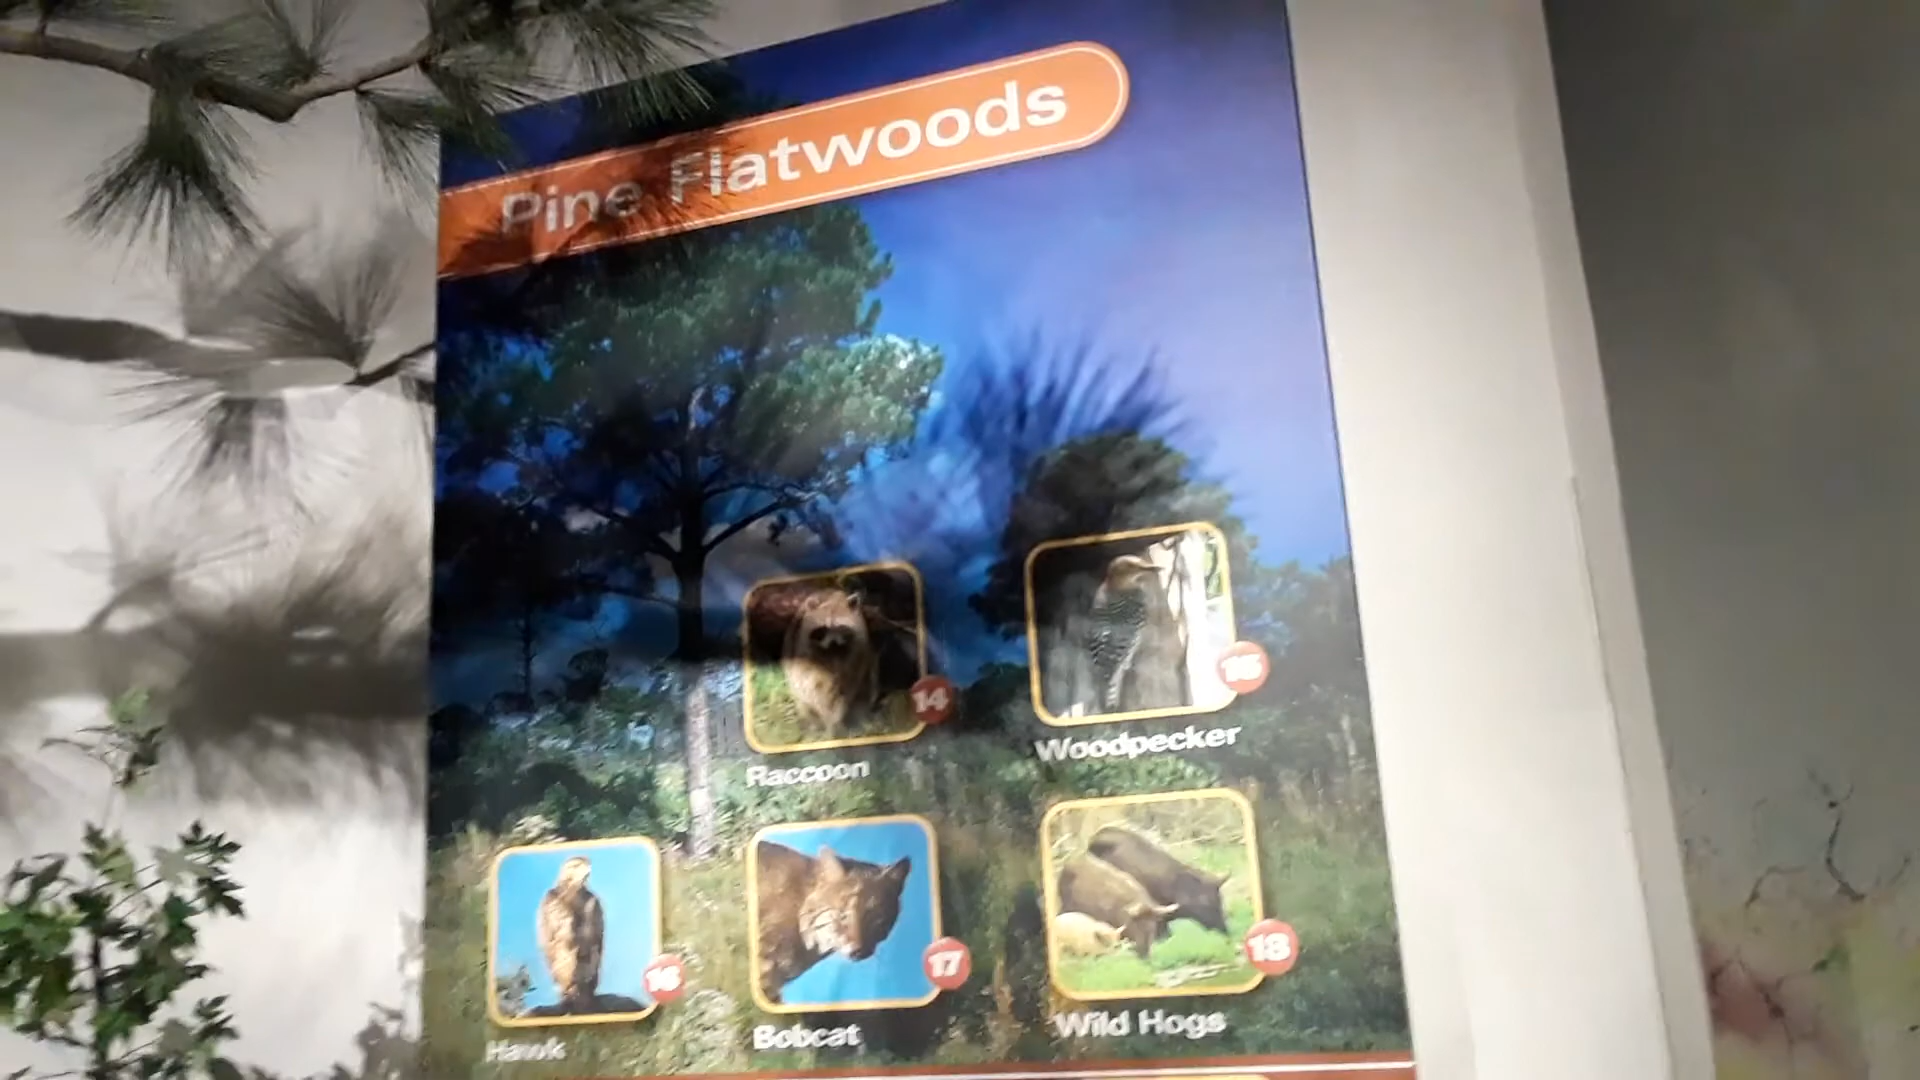 Pine Flatwoods
14
Raccoon
15
Woodpecker
16
Hawk
17
Bobcat
18
Wild Hogs